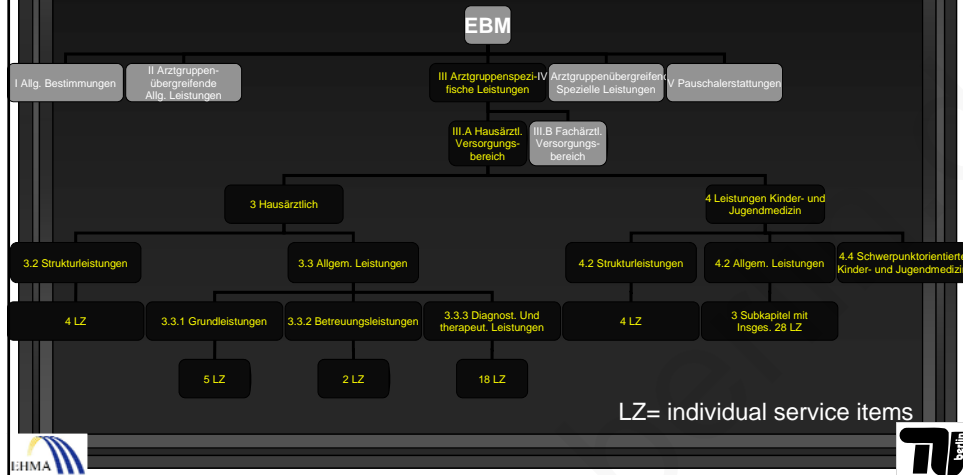 EBM
I Allg. Bestimmungen
II Arztgruppen-
übergreifende
Allg. Leistungen
III Arztgruppenspezi-
fische Leistungen
IV Arztgruppenübergreifend
Spezielle Leistungen
V Pauschalerstattungen
III.A Hausärztl.
Versorgungs-
bereich
III.B Fachärztl.
Versorgungs-
bereich
3 Hausärztlich
4 Leistungen Kinder- und
Jugendmedizin
3.2 Strukturleistungen
3.3 Allgem. Leistungen
4.2 Strukturleistungen
4.2 Allgem. Leistungen
4.4 Schwerpunktorientierte
Kinder- und Jugendmedizi
4 LZ
3.3.1 Grundleistungen
3.3.2 Betreuungsleistungen
3.3.3 Diagnost. Und
therapeut. Leistungen
4 LZ
3 Subkapitel mit
Insges. 28 LZ
5 LZ
2 LZ
18 LZ
LZ= individual service items
EHMA
berlin